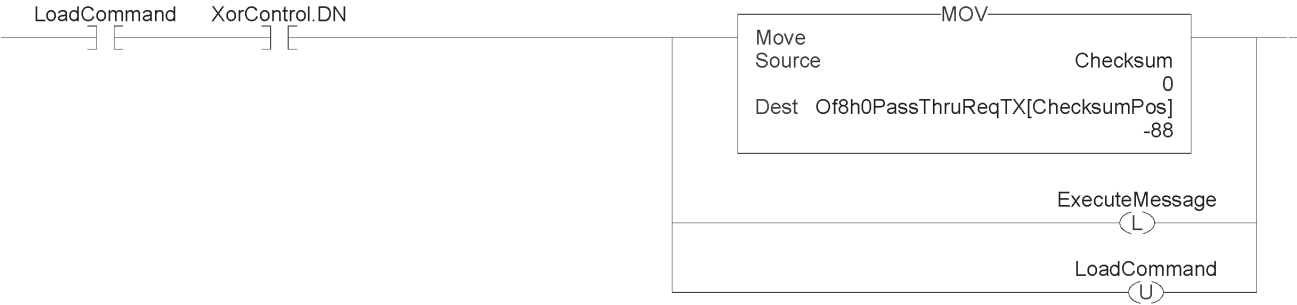 LoadCommand XorControl.DN
MOV
Move
Source Checksum
0
Dest Of8h0PassThruReqTX[ChecksumPos]
-88
ExecuteMessage
L
LoadCommand
U